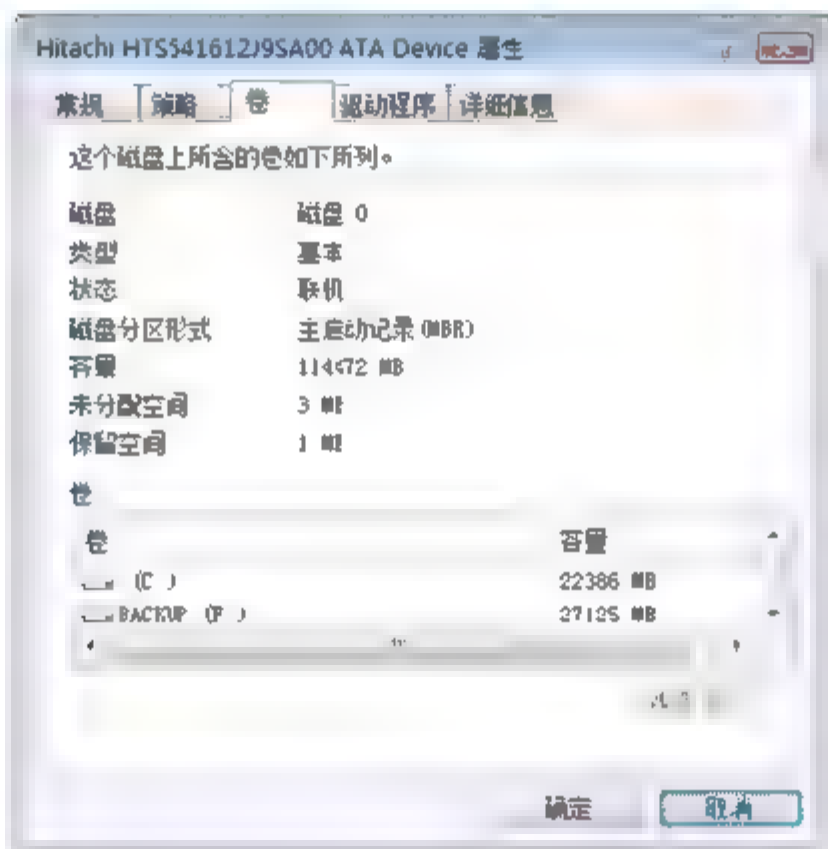 Hitachi HTS541612J9SA00 ATA Device 属性
常规 策略 卷 驱动程序 详细信息
这个磁盘上所含的卷如下所列。
磁盘 磁盘 0
类型 基本
状态 联机
磁盘分区形式 主启动记录 (MBR)
容量 114472 MB
未分配空间 3 MB
保留空间 1 MB
卷
卷 容量
(C ) 22386 MB
BACKUP (F ) 27125 MB
确定 取消